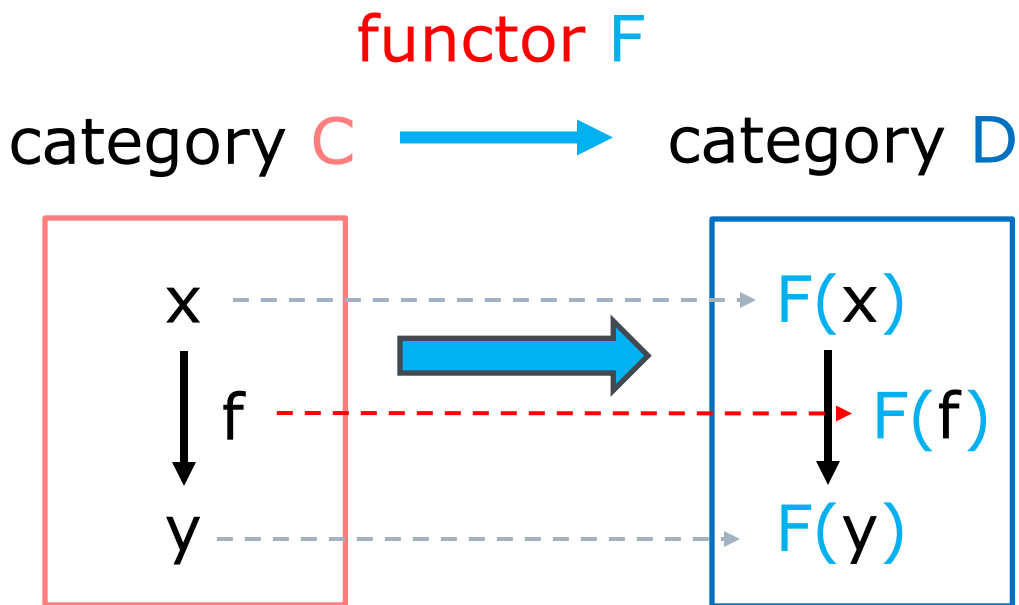 functor F
category C
category D
x
F(x)
f
F(f)
y
F(y)